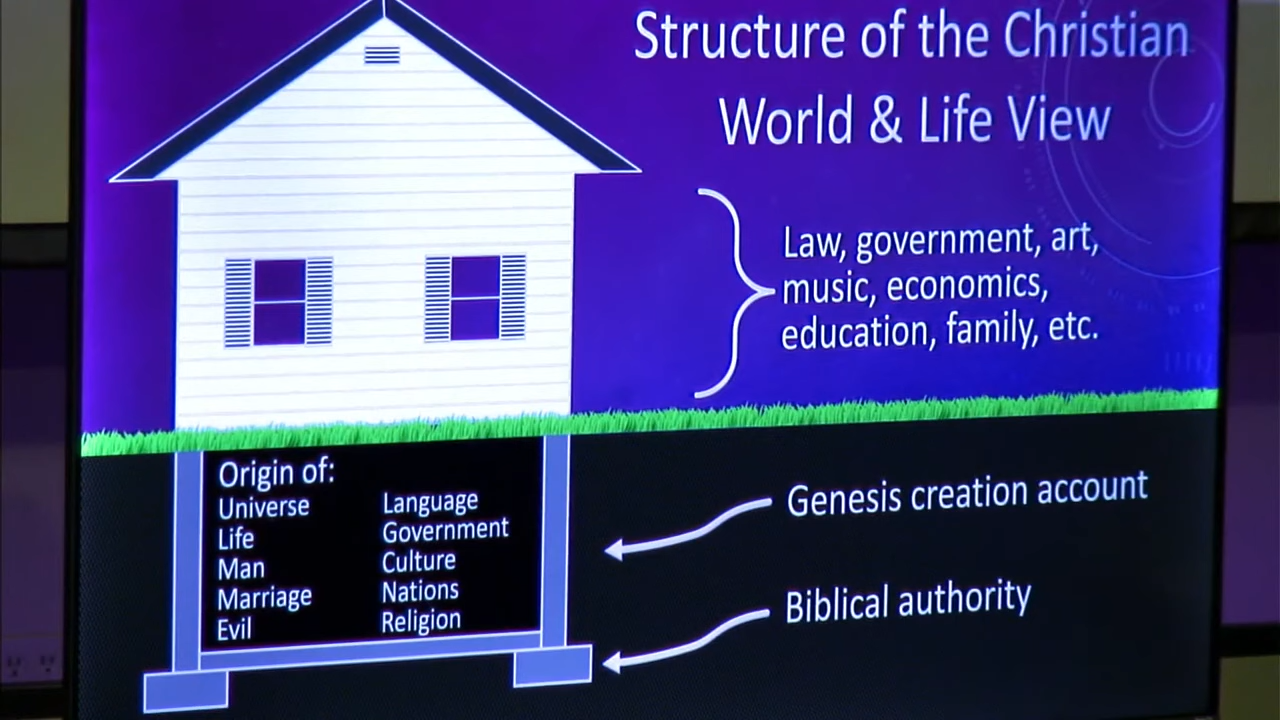 Structure of the Christian
World & Life View
Law, government, art,
music, economics,
education, family, etc.
Origin of:
Universe
Life
Man
Marriage
Evil
Language
Government
Culture
Nations
Religion
Genesis creation account
Biblical authority